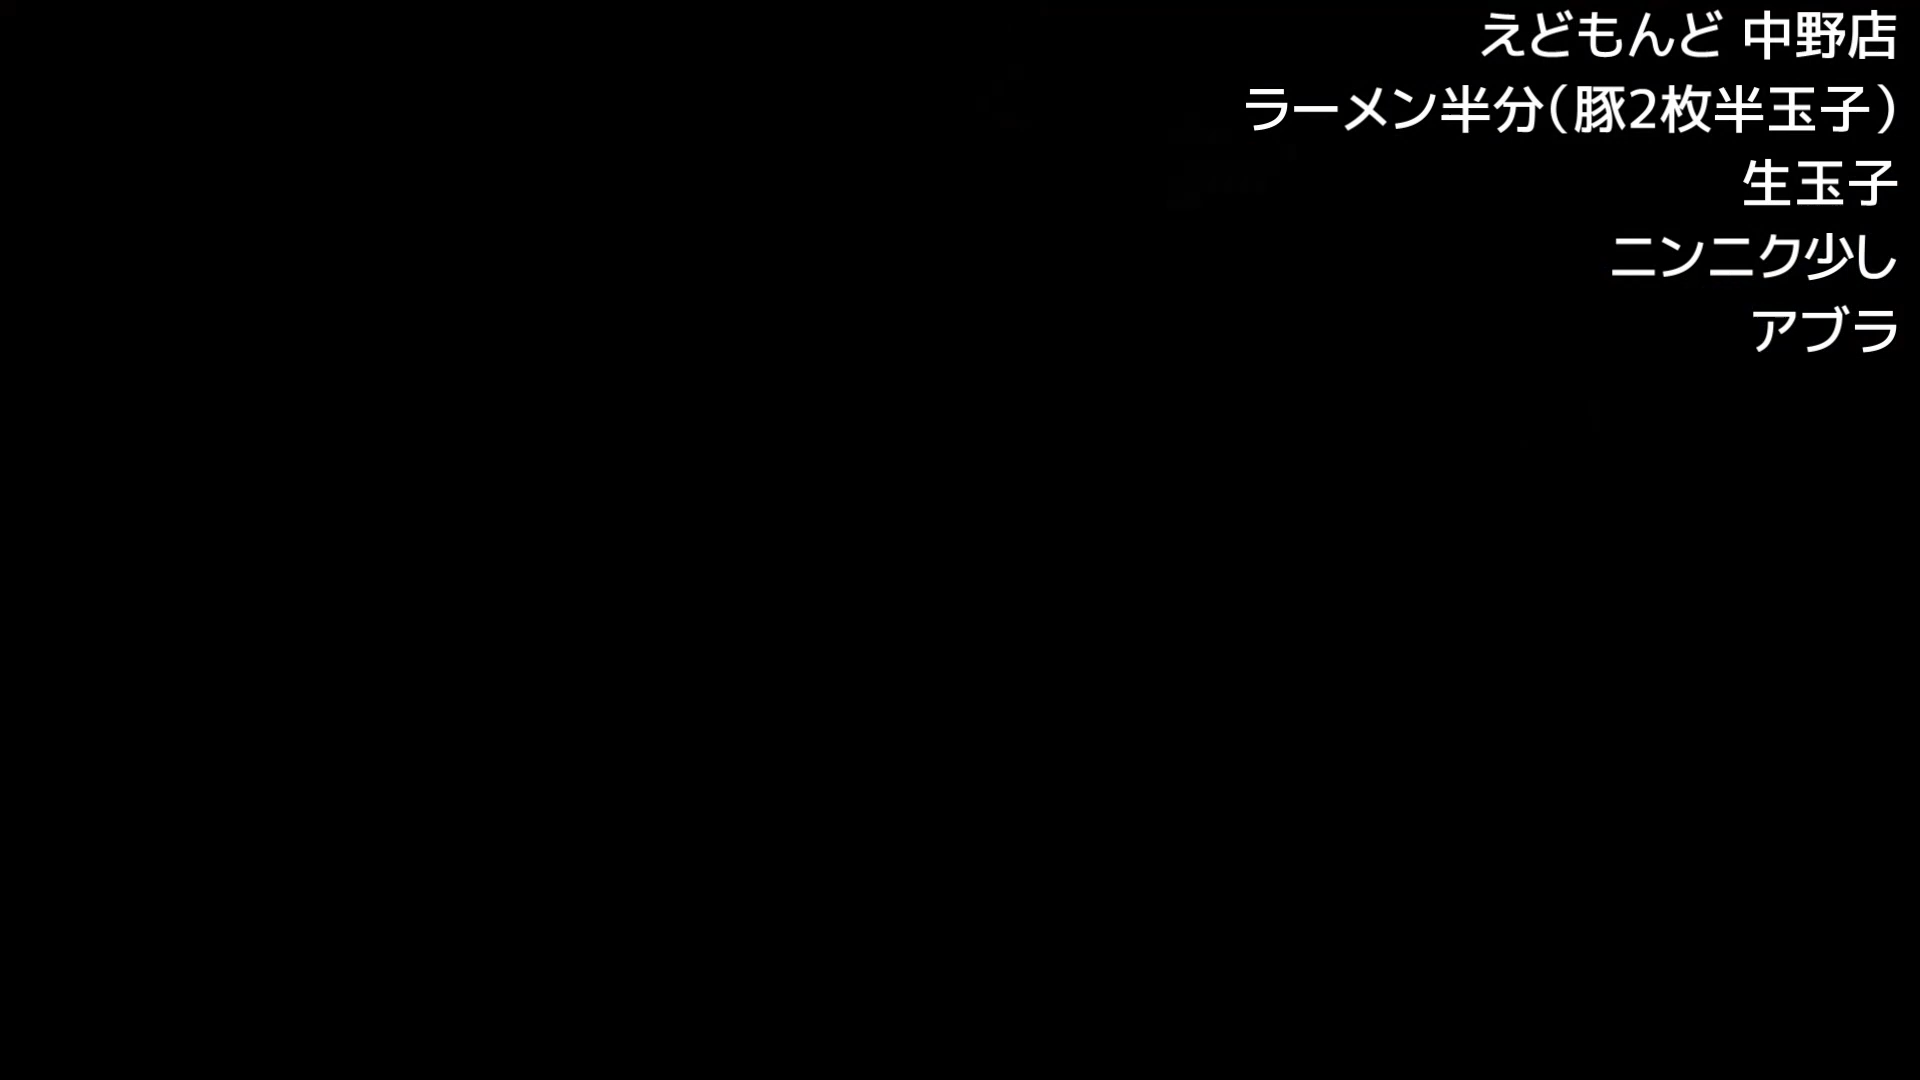 えどもんど 中野店
ラーメン半分(豚2枚半玉子)
生玉子
ニンニク少し
アブラ